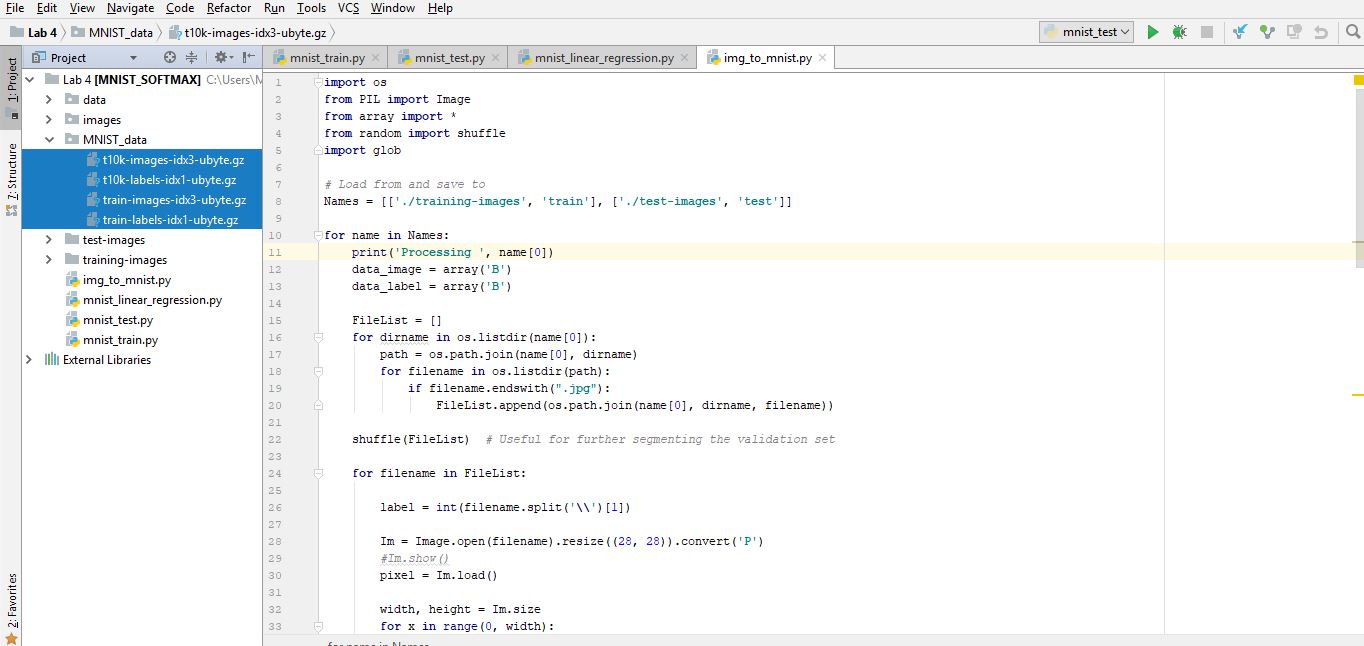 File Edit View Navigate Code Refactor Run Tools VCS Window Help
Lab 4 MNIST_data t10k-images-idx3-ubyte.gz mnist_test
1: Project
7: Structure
2: Favorites
Project
Lab 4 [MNIST_SOFTMAX] C:\Users\M
data
images
MNIST_data
t10k-images-idx3-ubyte.gz
t10k-labels-idx1-ubyte.gz
train-images-idx3-ubyte.gz
train-labels-idx1-ubyte.gz
test-images
training-images
img_to_mnist.py
mnist_linear_regression.py
mnist_test.py
mnist_train.py
External Libraries
mnist_train.py mnist_test.py mnist_linear_regression.py img_to_mnist.py
1 import os
2 from PIL import Image
3 from array import *
4 from random import shuffle
5 import glob
6
7 # Load from and save to
8 Names = [['./training-images', 'train'], ['./test-images', 'test']]
9
10 for name in Names:
11 print('Processing ', name[0])
12 data_image = array('B')
13 data_label = array('B')
14
15 FileList = []
16 for dirname in os.listdir(name[0]):
17 path = os.path.join(name[0], dirname)
18 for filename in os.listdir(path):
19 if filename.endswith(".jpg"):
20 FileList.append(os.path.join(name[0], dirname, filename))
21
22 shuffle(FileList) # Useful for further segmenting the validation set
23
24 for filename in FileList:
25
26 label = int(filename.split('\\')[1])
27
28 Im = Image.open(filename).resize((28, 28)).convert('P')
29 #Im.show()
30 pixel = Im.load()
31
32 width, height = Im.size
33 for x in range(0, width):
for name in Names